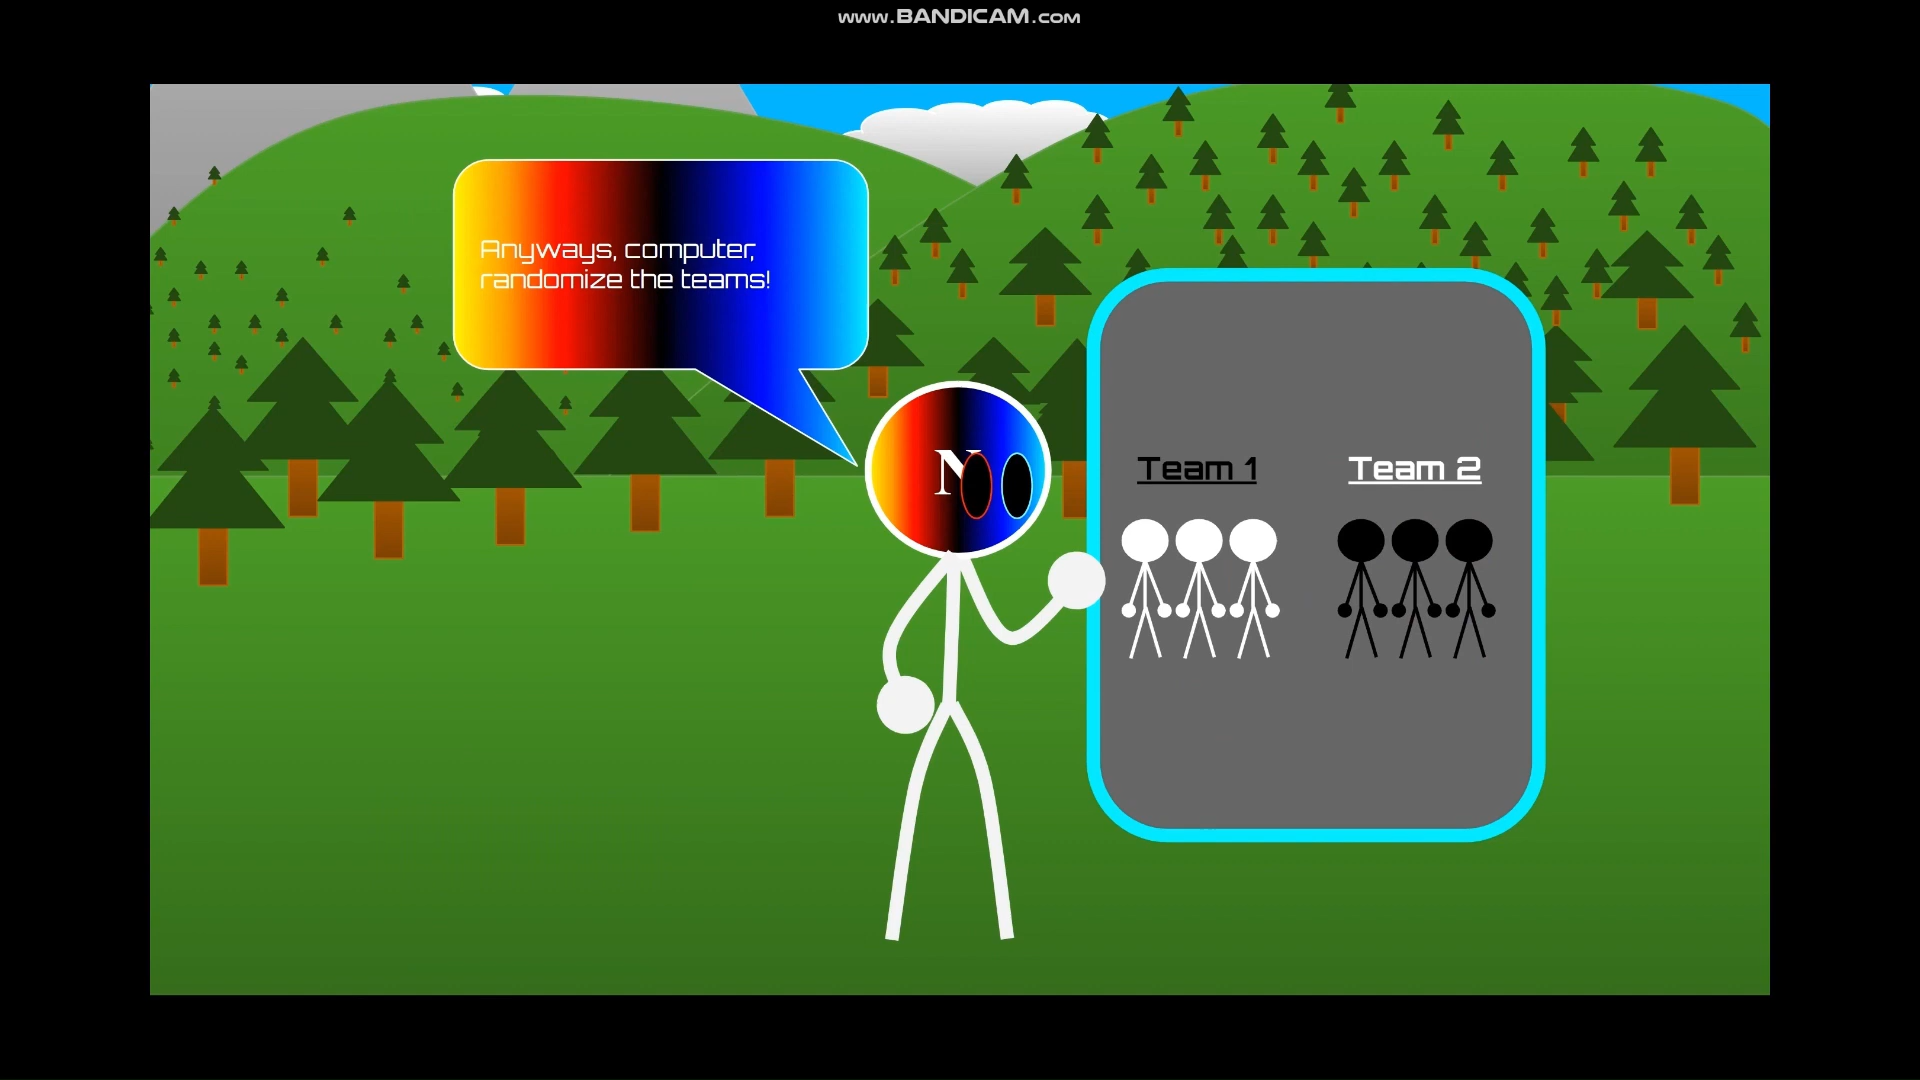 www.BANDICAM.com
Anyways, computer,
randomize the teams!
N
Team 1
Team 2